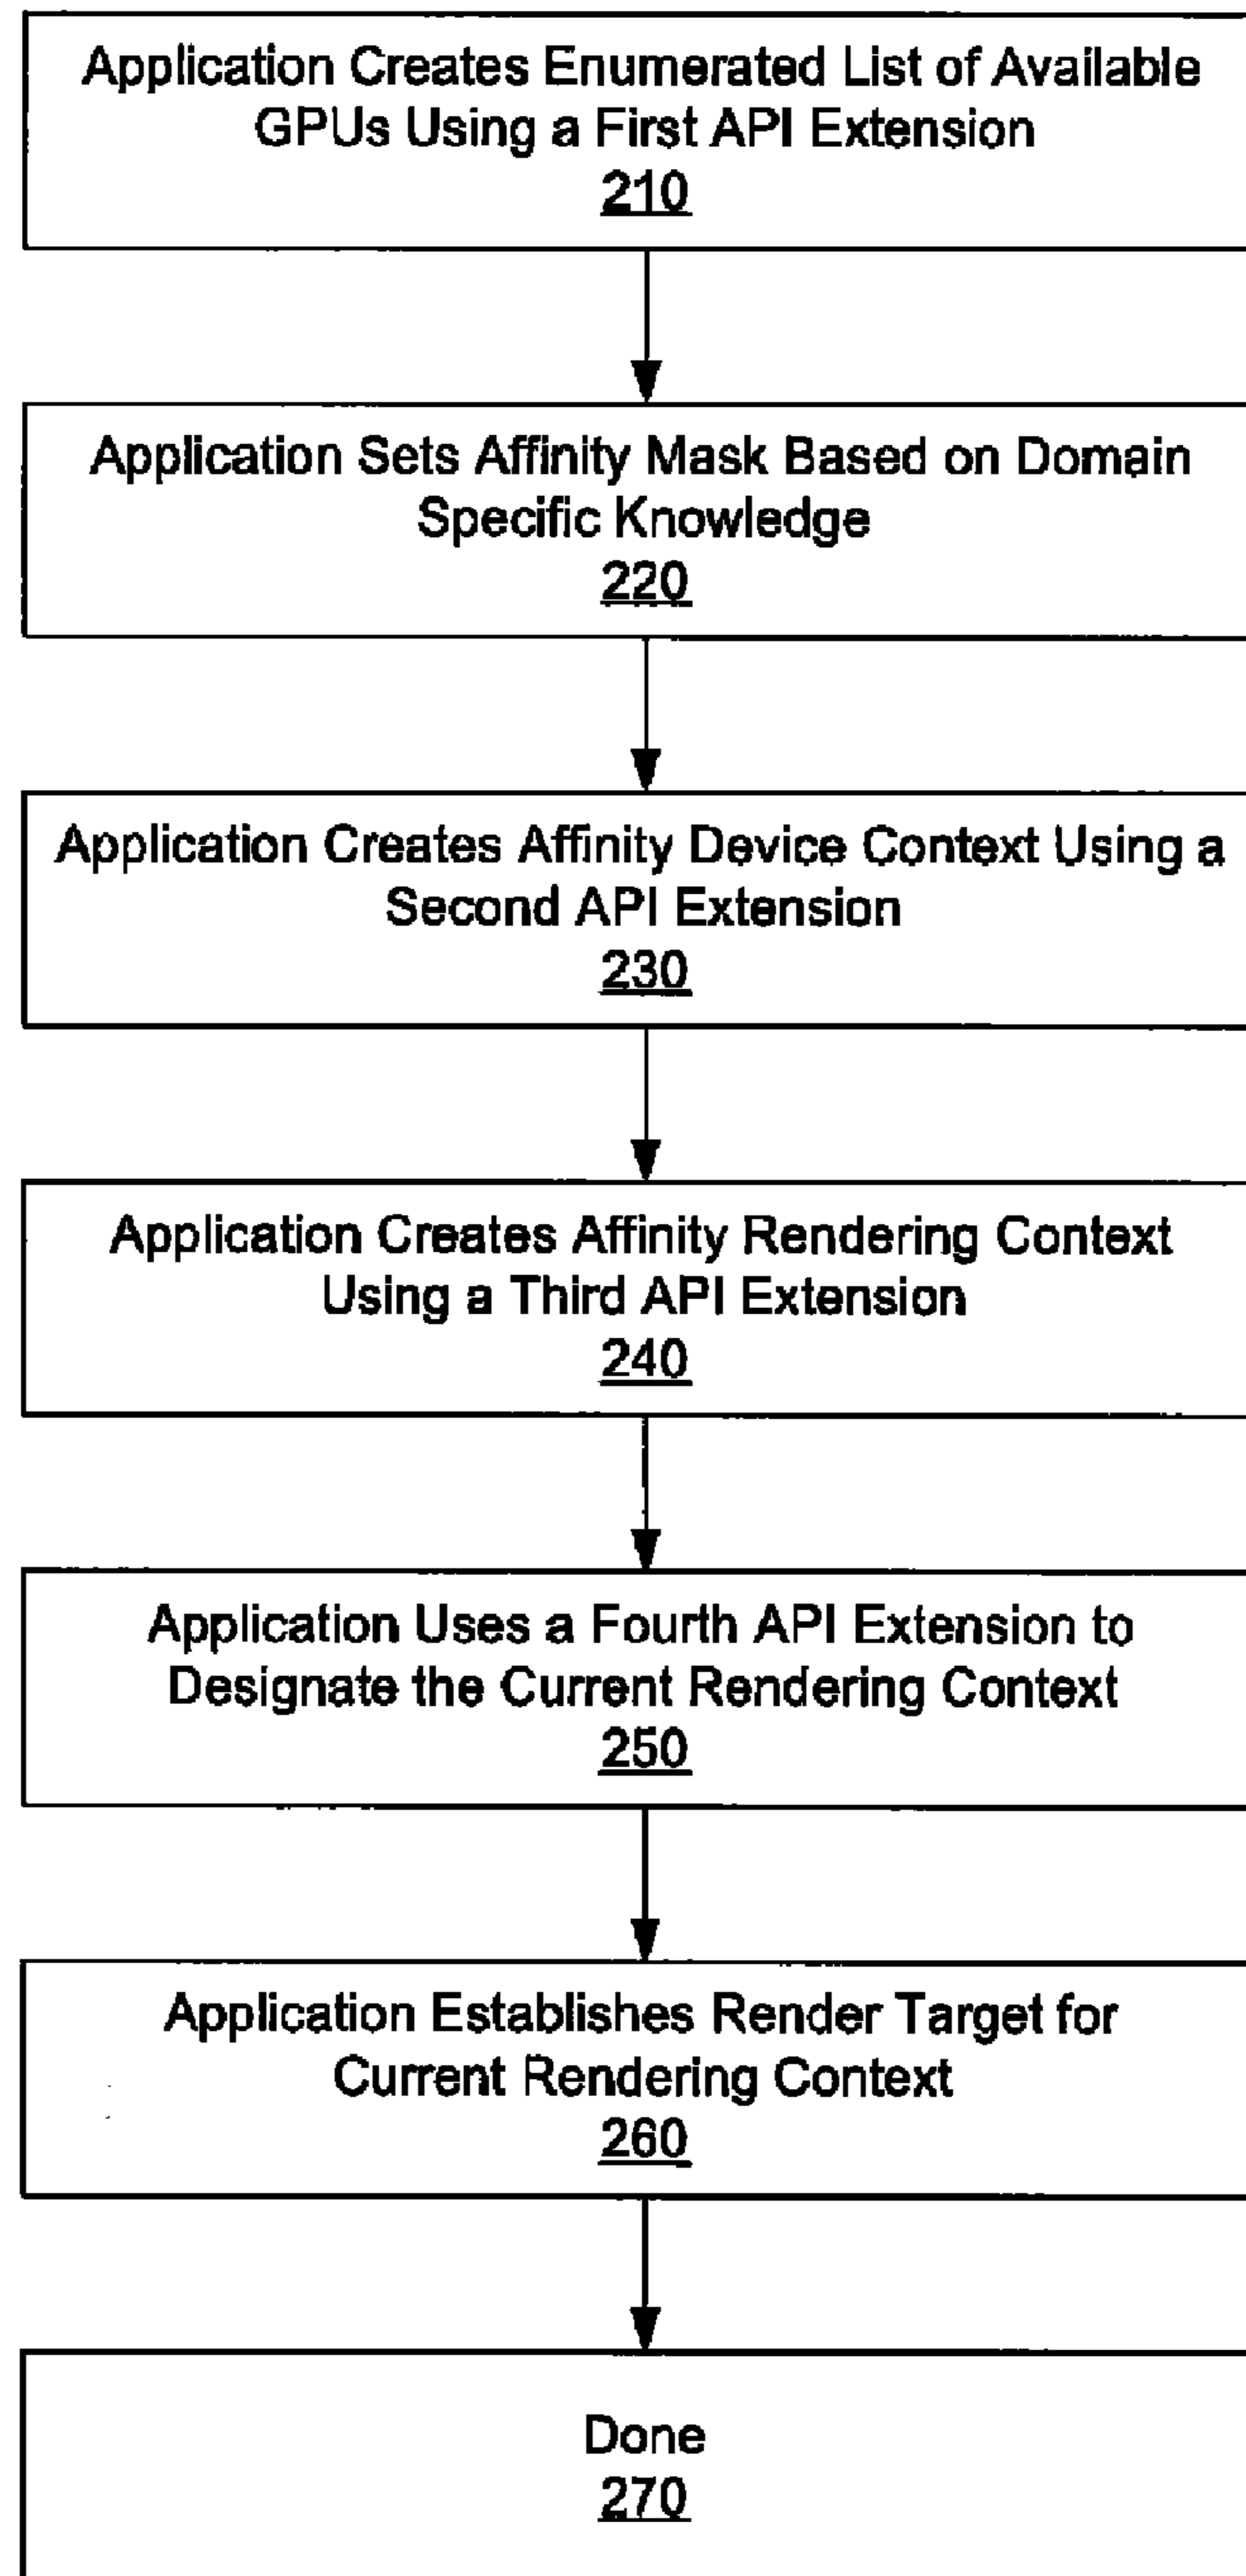 Application Creates Enumerated List of Available
GPUs Using a First API Extension
210
Application Sets Affinity Mask Based on Domain
Specific Knowledge
220
Application Creates Affinity Device Context Using a
Second API Extension
230
Application Creates Affinity Rendering Context
Using a Third API Extension
240
Application Uses a Fourth API Extension to
Designate the Current Rendering Context
250
Application Establishes Render Target for
Current Rendering Context
260
Done
270